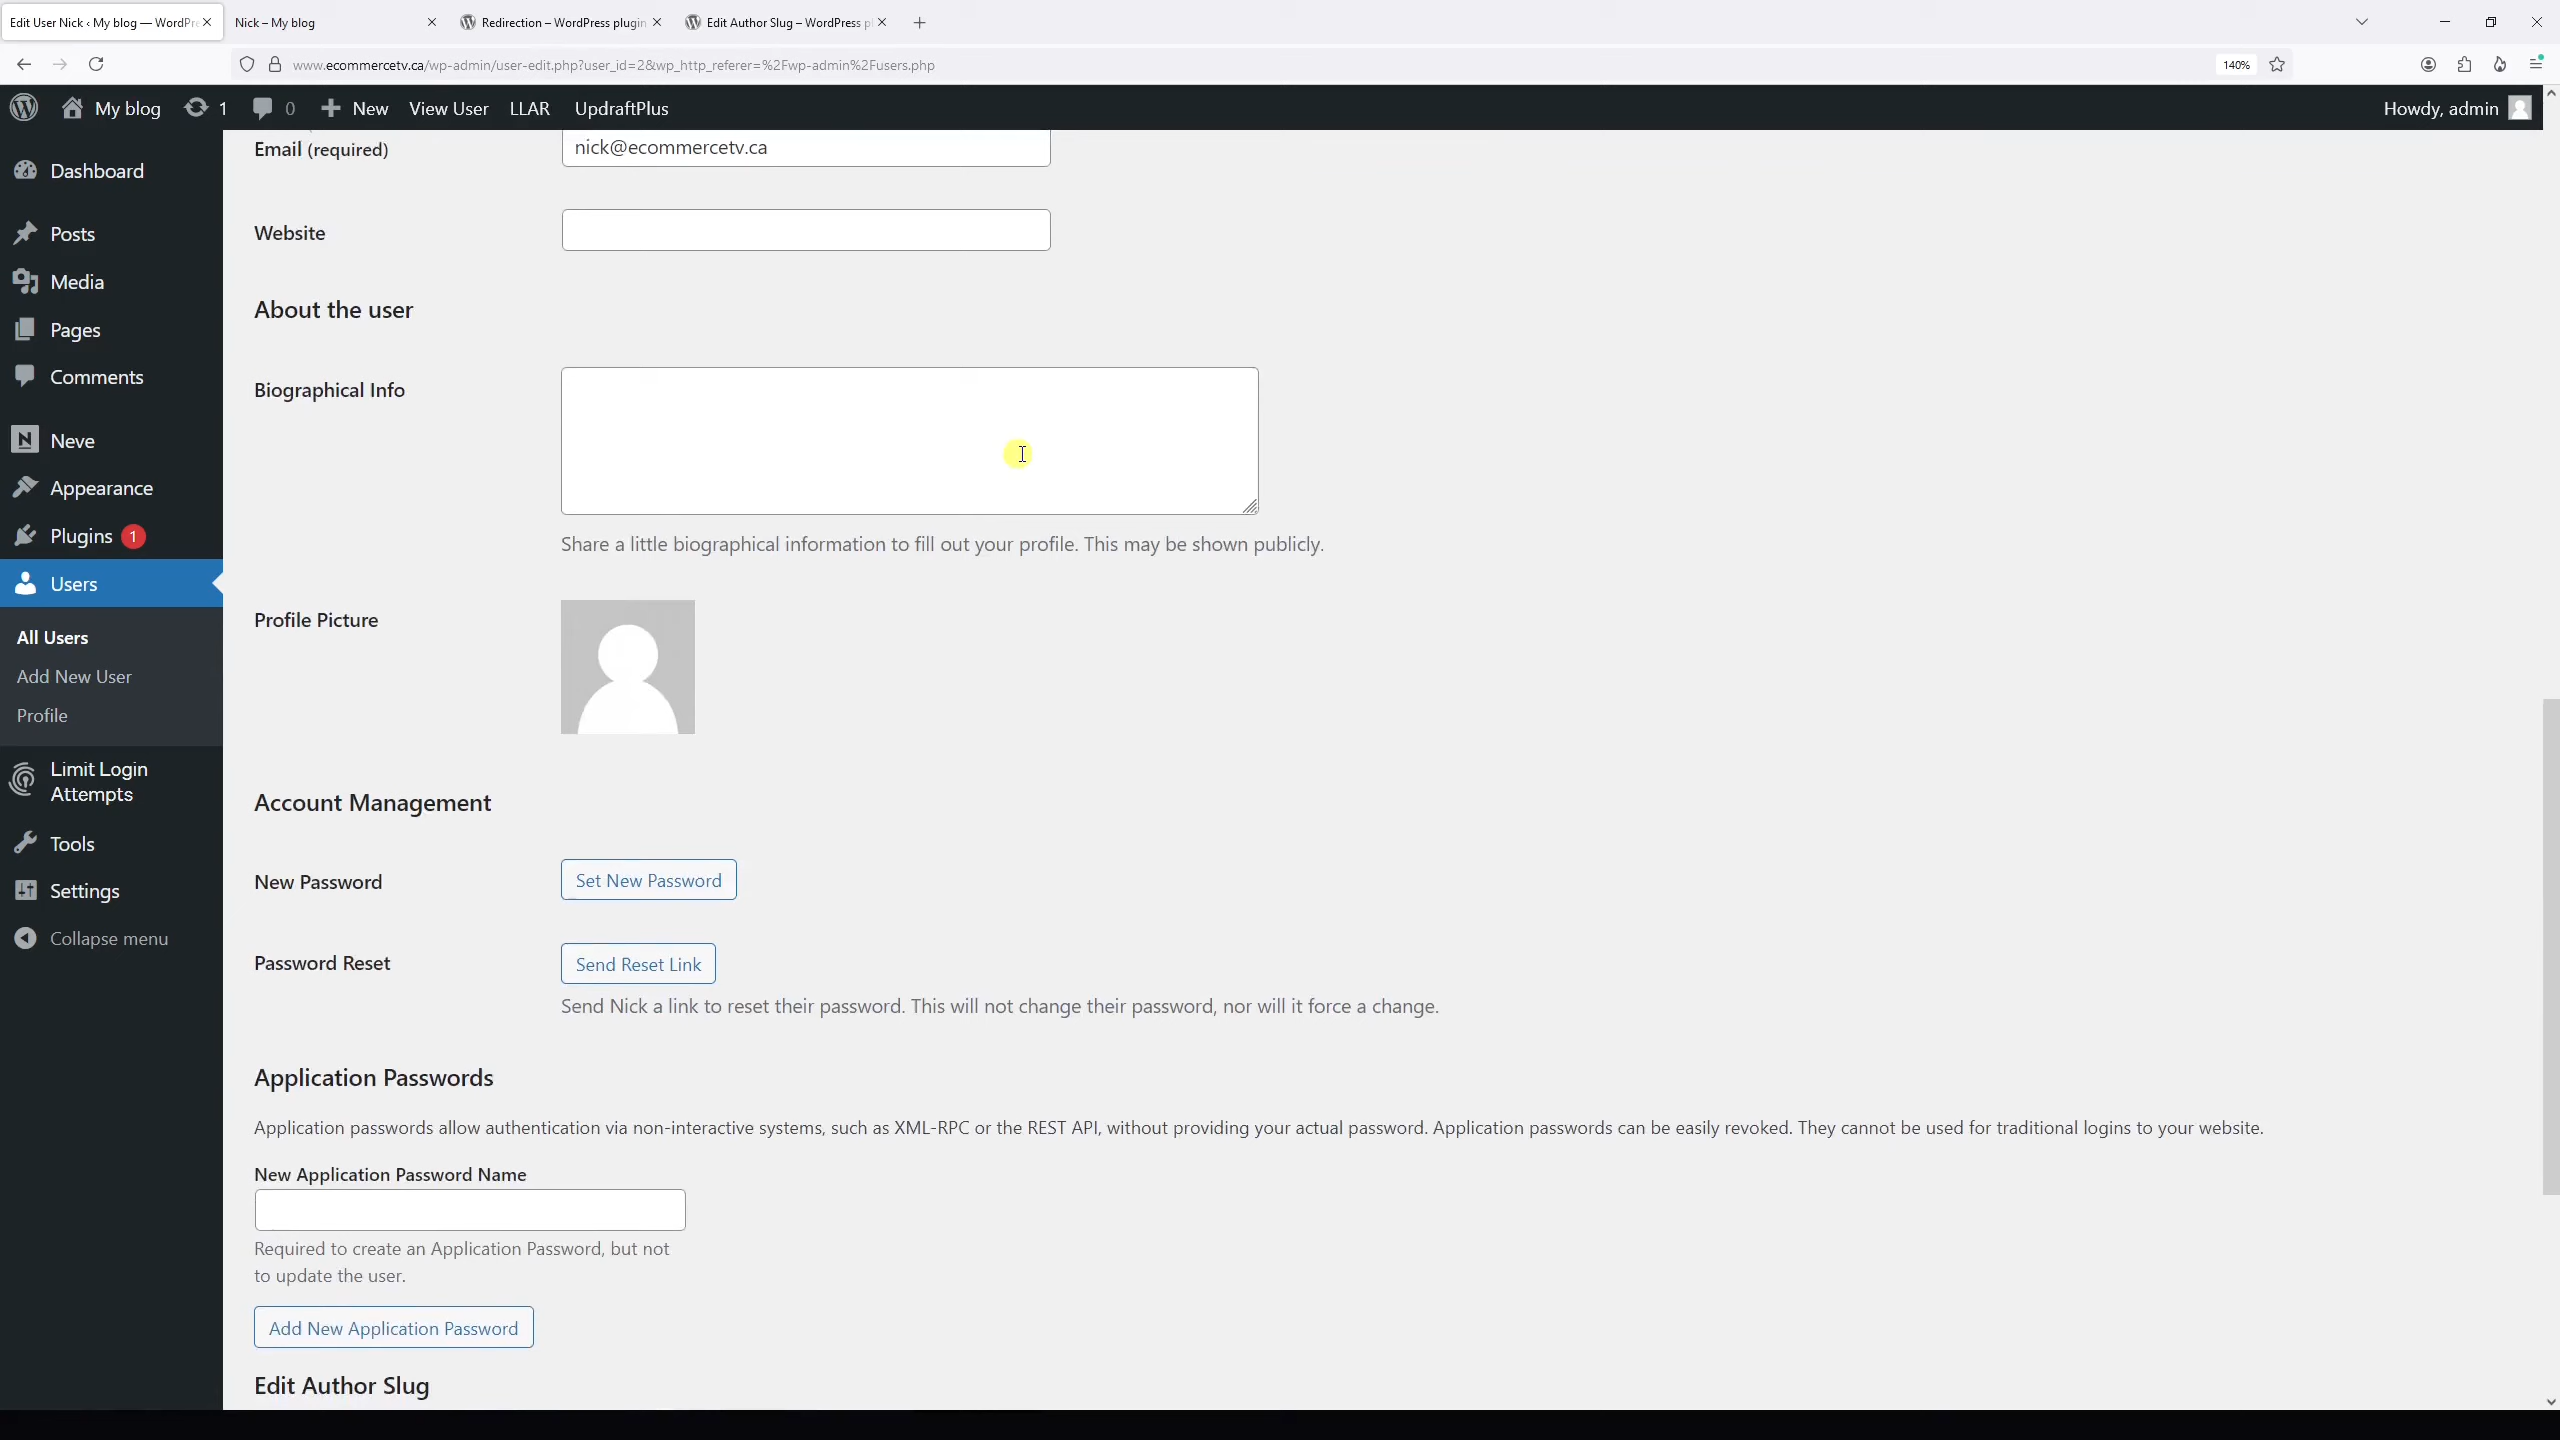 Edit User Nick ‹ My blog — WordPre
Nick – My blog
Redirection – WordPress plugin
Edit Author Slug – WordPress pl
www.ecommercetv.ca/wp-admin/user-edit.php?user_id=2&wp_http_referer=%2Fwp-admin%2Fusers.php
140%
My blog
1
0
New
View User
LLAR
UpdraftPlus
Howdy, admin
Dashboard
Posts
Media
Pages
Comments
Neve
Appearance
Plugins 1
Users
All Users
Add New User
Profile
Limit Login
Attempts
Tools
Settings
Collapse menu
Email (required)
nick@ecommercetv.ca
Website
About the user
Biographical Info
Share a little biographical information to fill out your profile. This may be shown publicly.
Profile Picture
Account Management
New Password
Set New Password
Password Reset
Send Reset Link
Send Nick a link to reset their password. This will not change their password, nor will it force a change.
Application Passwords
Application passwords allow authentication via non-interactive systems, such as XML-RPC or the REST API, without providing your actual password. Application passwords can be easily revoked. They cannot be used for traditional logins to your website.
New Application Password Name
Required to create an Application Password, but not
to update the user.
Add New Application Password
Edit Author Slug